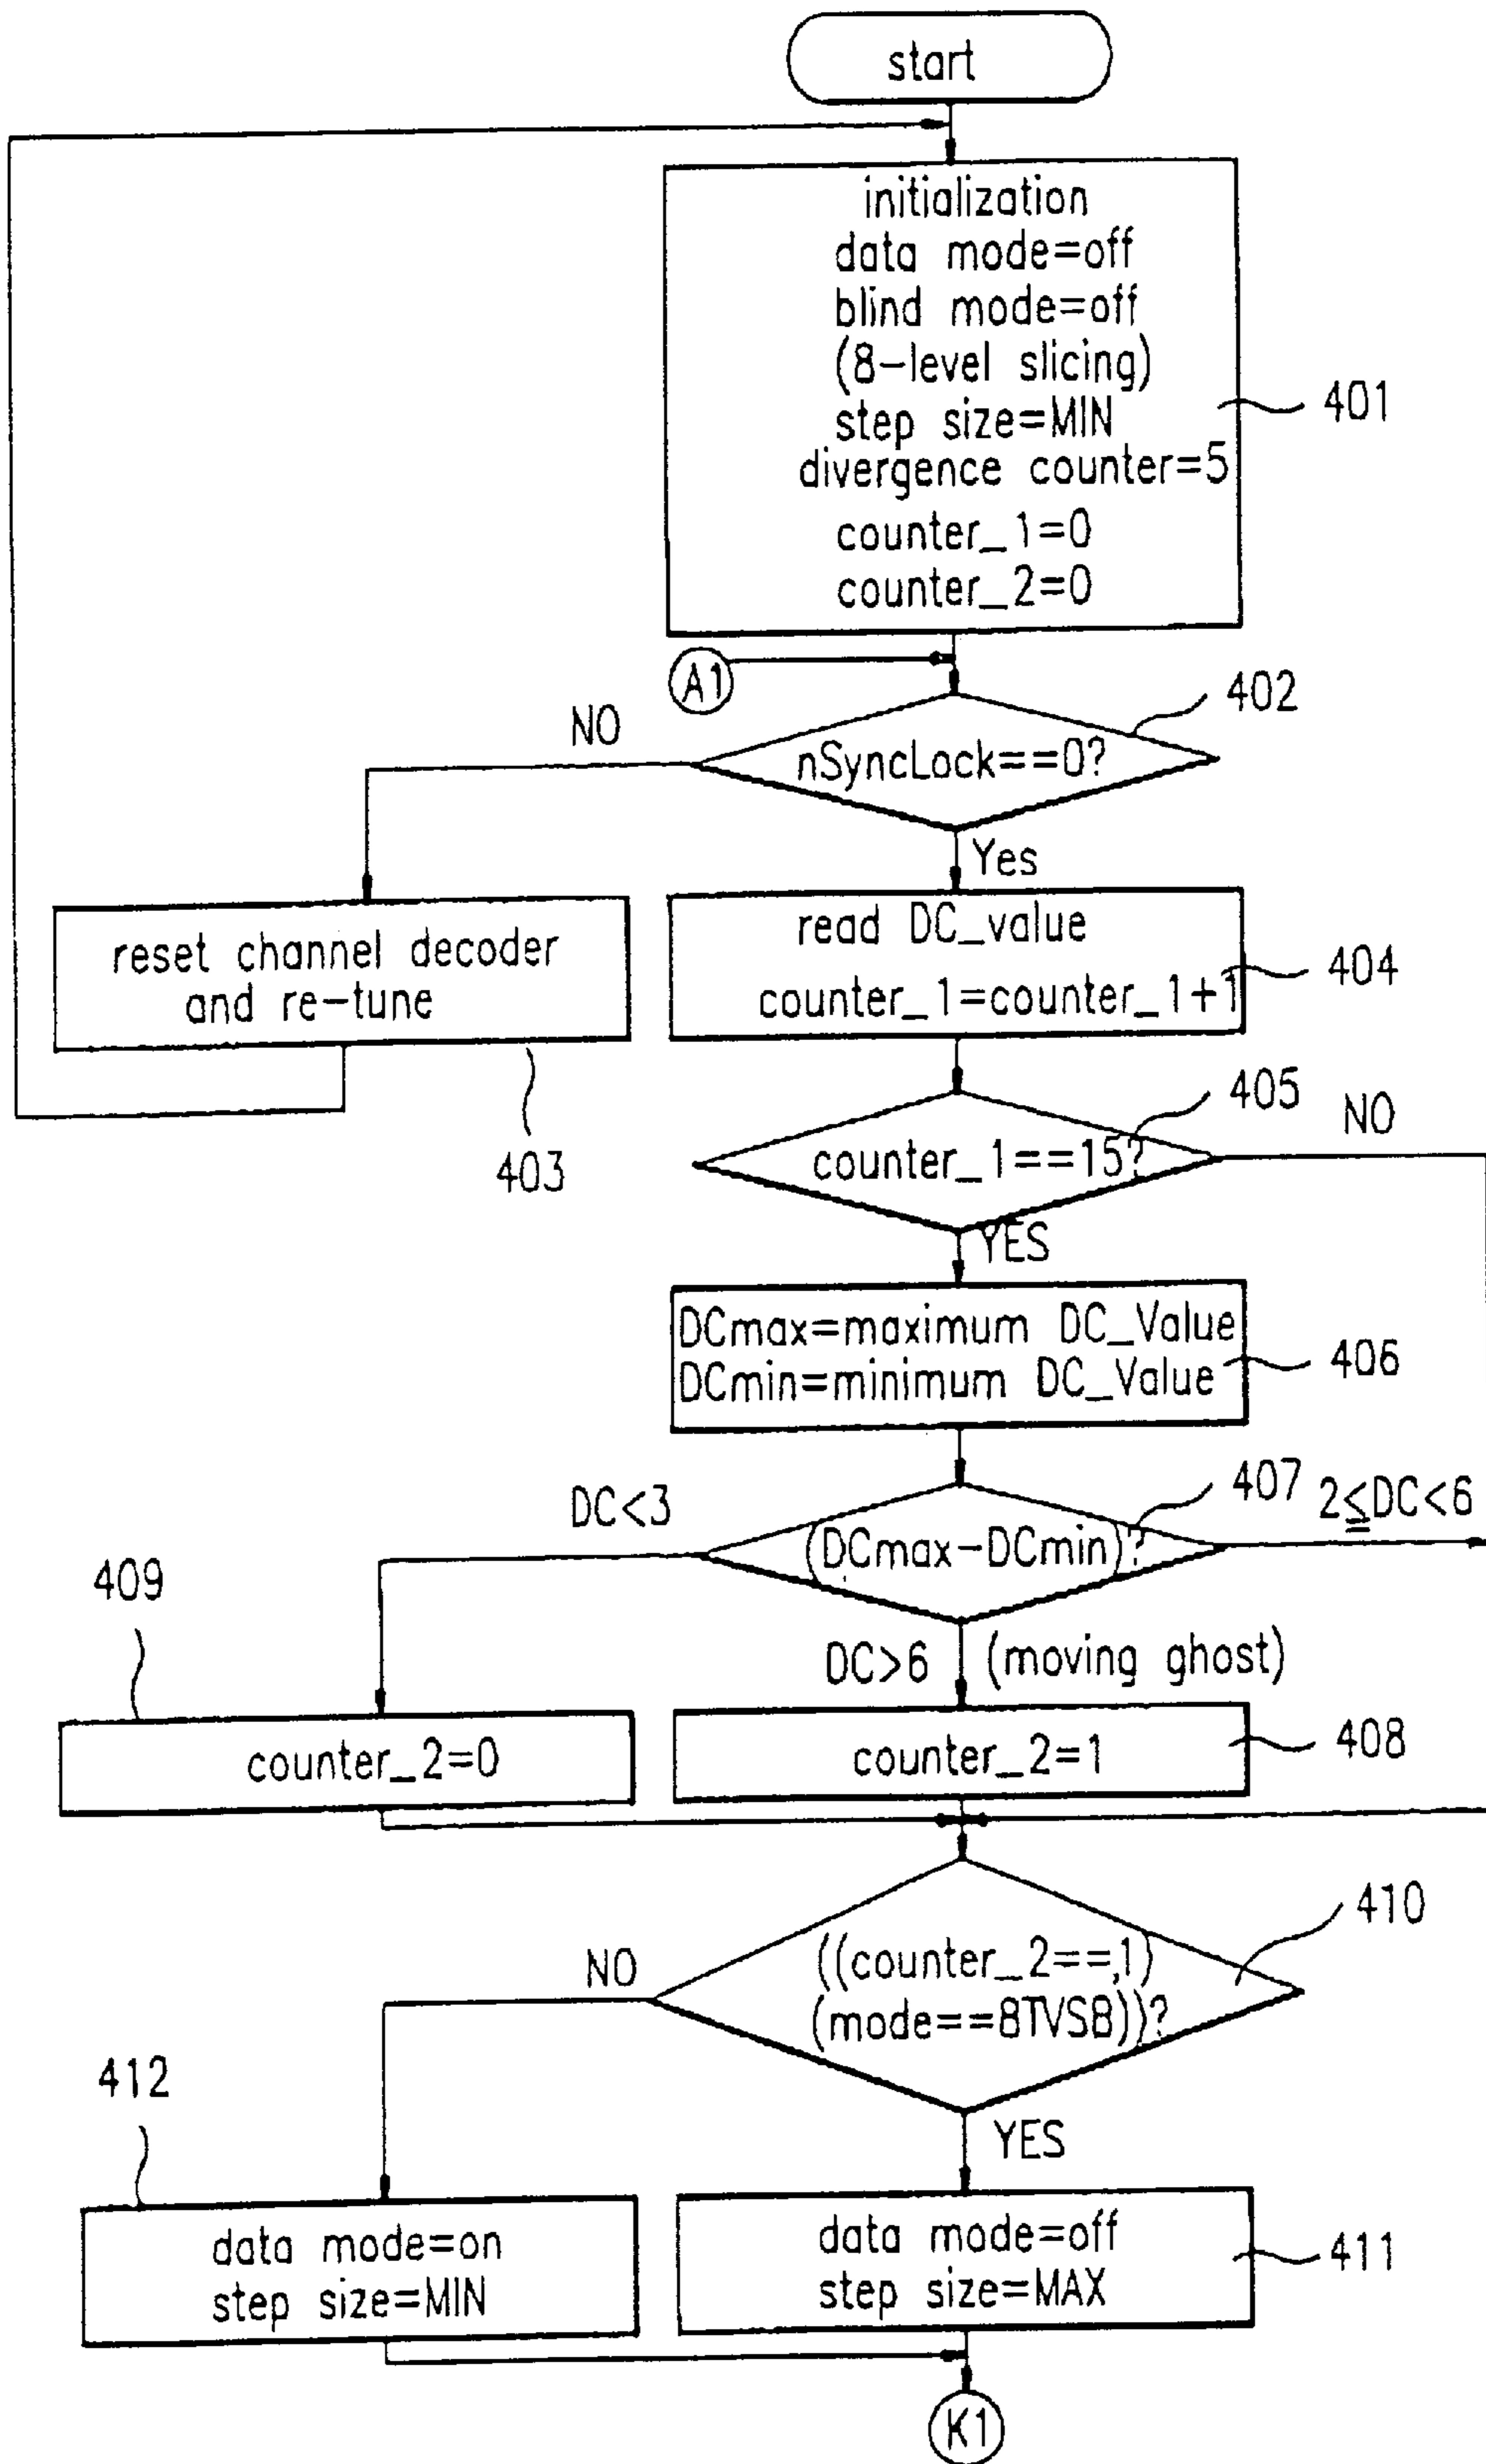 start
initialization
data mode=off
blind mode=off
(8-level slicing)
step size=MIN
divergence counter=5
counter_1=0
counter_2=0
401
A1
402
NO
nSyncLock==0?
Yes
reset channel decoder
and re-tune
403
read DC_value
counter_1=counter_1+1
404
405
NO
counter_1==15?
YES
DCmax=maximum DC_Value
DCmin=minimum DC_Value
406
407
DC<3
2≦DC<6
(DCmax-DCmin)?
409
DC>6 (moving ghost)
counter_2=0
counter_2=1
408
410
NO
((counter_2==,1)
(mode==8TVSB))?
412
YES
data mode=on
step size=MIN
data mode=off
step size=MAX
411
K1